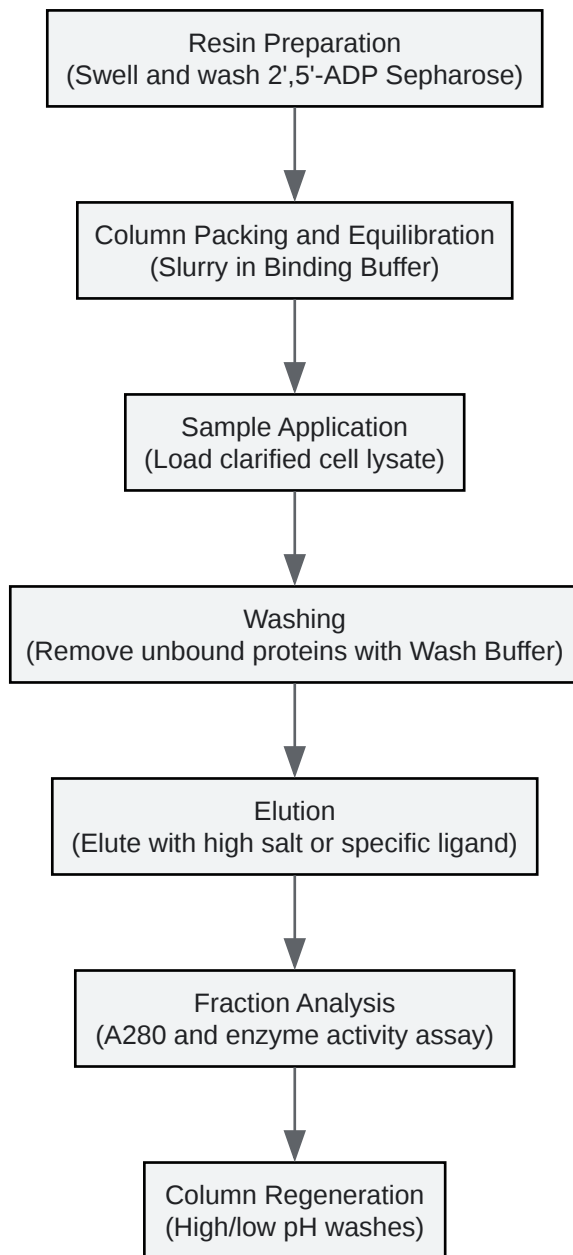 Resin Preparation
(Swell and wash 2',5'-ADP Sepharose)
Column Packing and Equilibration
(Slurry in Binding Buffer)
Sample Application
(Load clarified cell lysate)
Washing
(Remove unbound proteins with Wash Buffer)
Elution
(Elute with high salt or specific ligand)
Fraction Analysis
(A280 and enzyme activity assay)
Column Regeneration
(High/low pH washes)